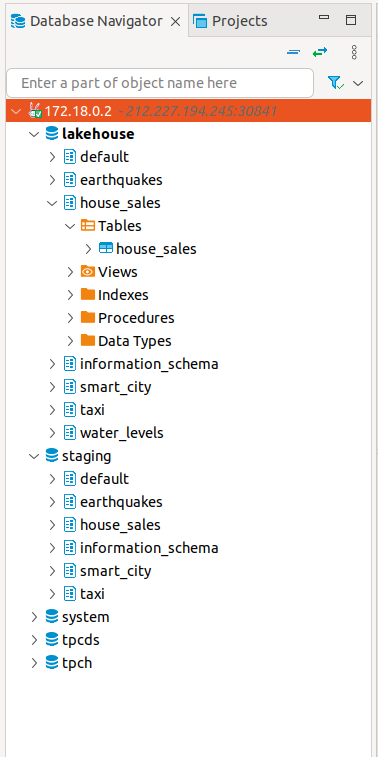 Database Navigator Projects
Enter a part of object name here
172.18.0.2 - 212.227.194.245:30841
lakehouse
default
earthquakes
house_sales
Tables
house_sales
Views
Indexes
Procedures
Data Types
information_schema
smart_city
taxi
water_levels
staging
default
earthquakes
house_sales
information_schema
smart_city
taxi
system
tpcds
tpch